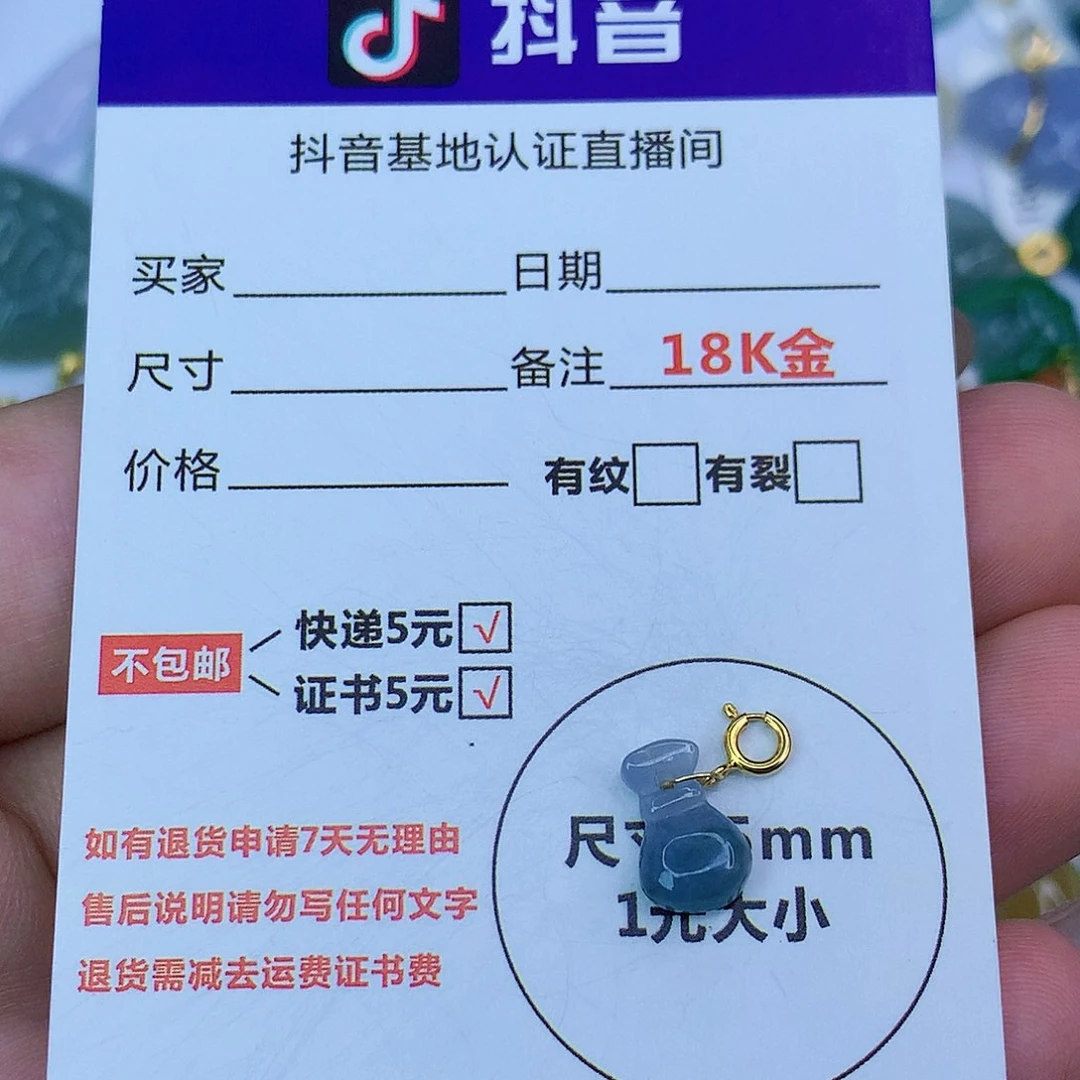 抖音
抖音基地认证直播间
买家 日期
尺寸 备注 18K金
价格 有纹 有裂
不包邮 快递5元 √
证书5元 √
如有退货申请7天无理由
售后说明请勿写任何文字
退货需减去运费证书费
尺 mm
1元大小